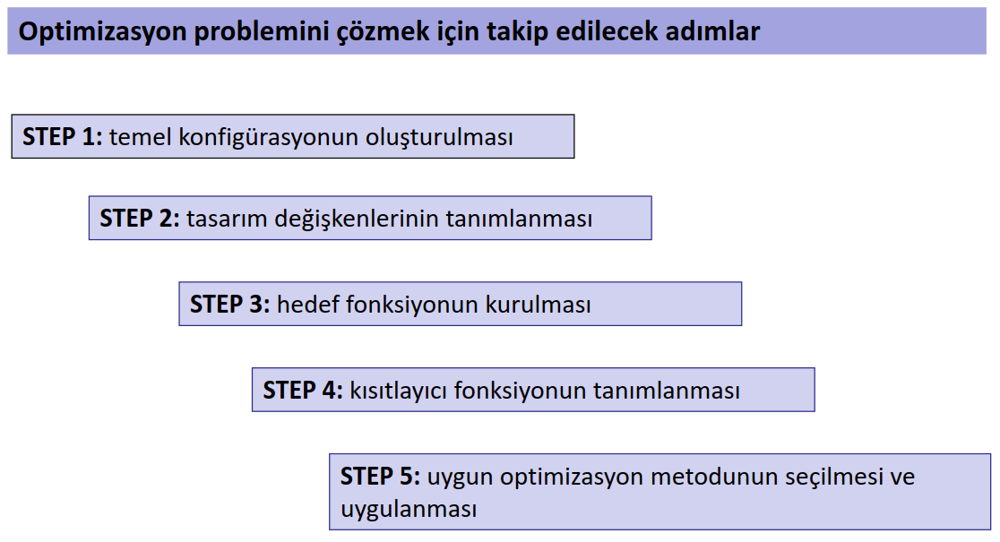 Optimizasyon problemini çözmek için takip edilecek adımlar
STEP 1: temel konfigürasyonun oluşturulması
STEP 2: tasarım değişkenlerinin tanımlanması
STEP 3: hedef fonksiyonun kurulması
STEP 4: kısıtlayıcı fonksiyonun tanımlanması
STEP 5: uygun optimizasyon metodunun seçilmesi ve
uygulanması